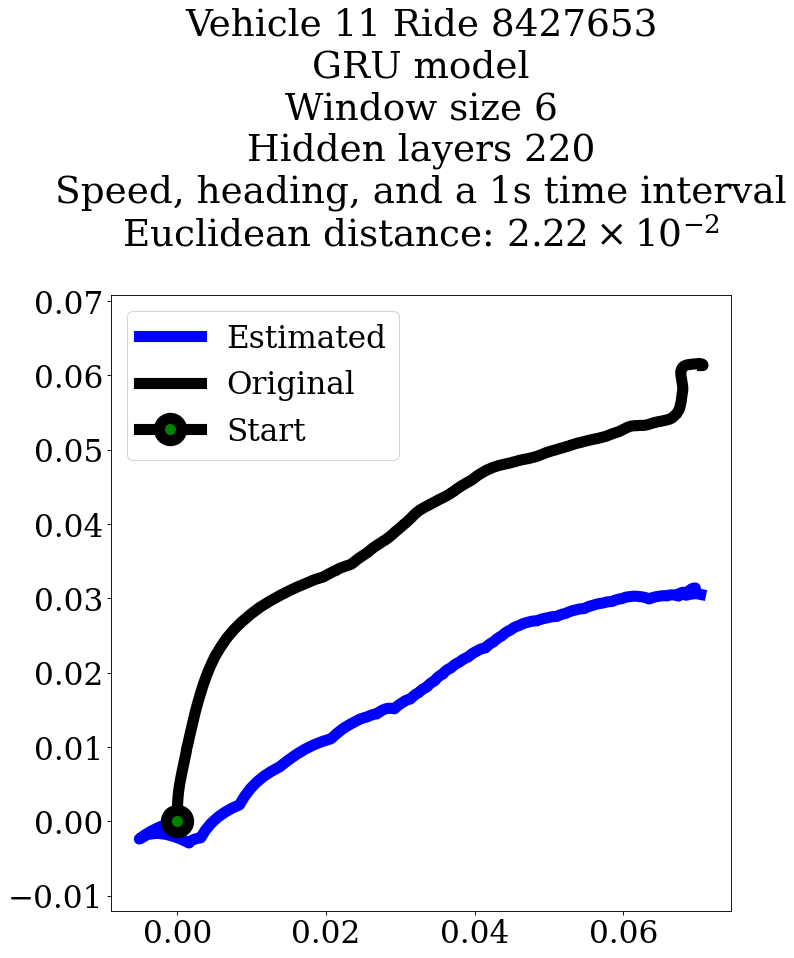 Vehicle 11 Ride 8427653
GRU model
Window size 6
Hidden layers 220
Speed, heading, and a 1s time interval
Euclidean distance: 2.22 × 10⁻²
Estimated
Original
Start
0.07
0.06
0.05
0.04
0.03
0.02
0.01
0.00
−0.01
0.00 0.02 0.04 0.06